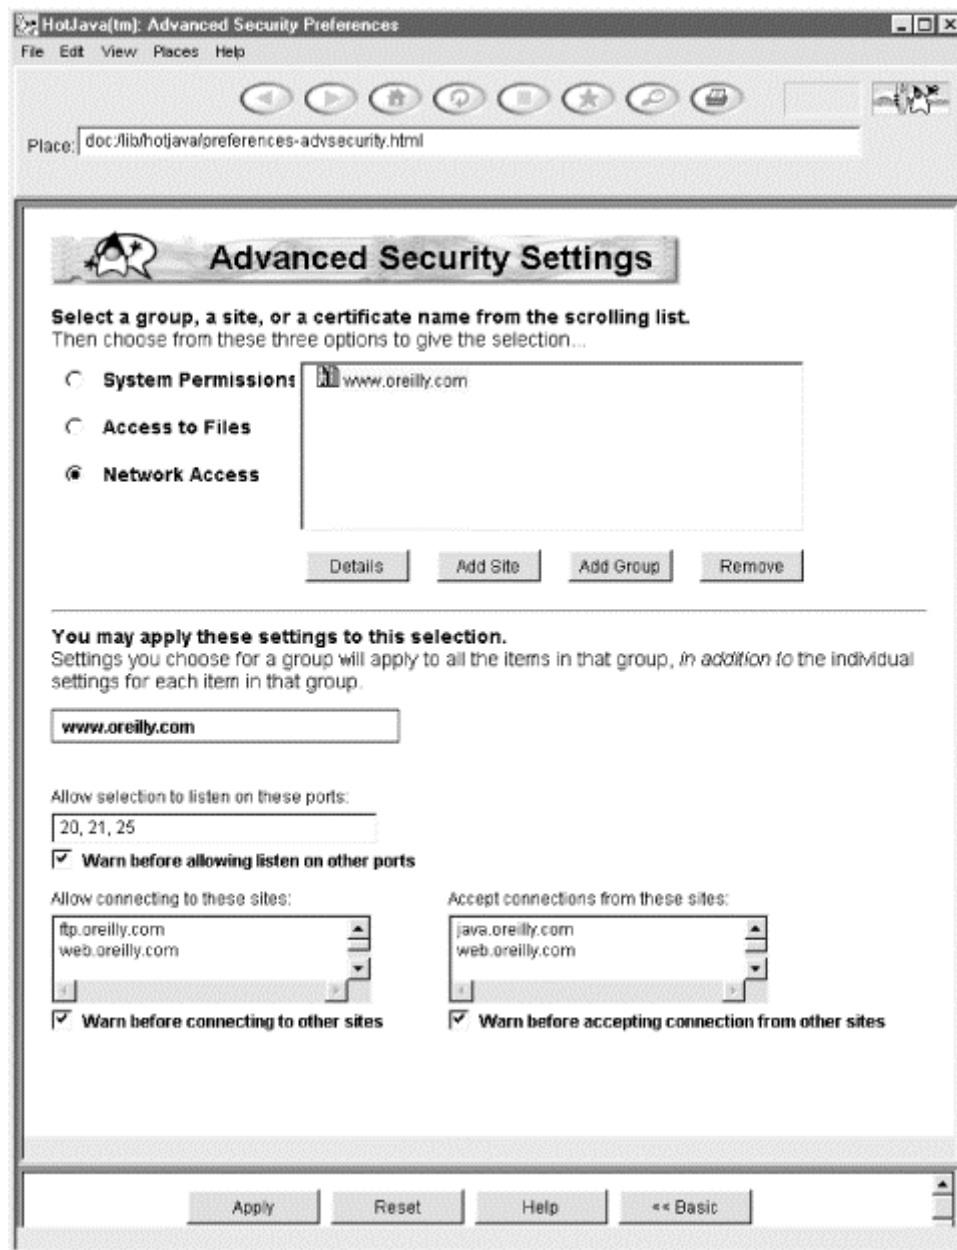 HotJava(tm): Advanced Security Preferences
File Edit View Places Help
Place: doc:/lib/hotjava/preferences-advsecurity.html
Advanced Security Settings
Select a group, a site, or a certificate name from the scrolling list.
Then choose from these three options to give the selection...
System Permissions
www.oreilly.com
Access to Files
Network Access
Details Add Site Add Group Remove
You may apply these settings to this selection.
Settings you choose for a group will apply to all the items in that group, in addition to the individual
settings for each item in that group.
www.oreilly.com
Allow selection to listen on these ports:
20, 21, 25
Warn before allowing listen on other ports
Allow connecting to these sites:
ftp.oreilly.com
web.oreilly.com
Warn before connecting to other sites
Accept connections from these sites:
java.oreilly.com
web.oreilly.com
Warn before accepting connection from other sites
Apply Reset Help << Basic